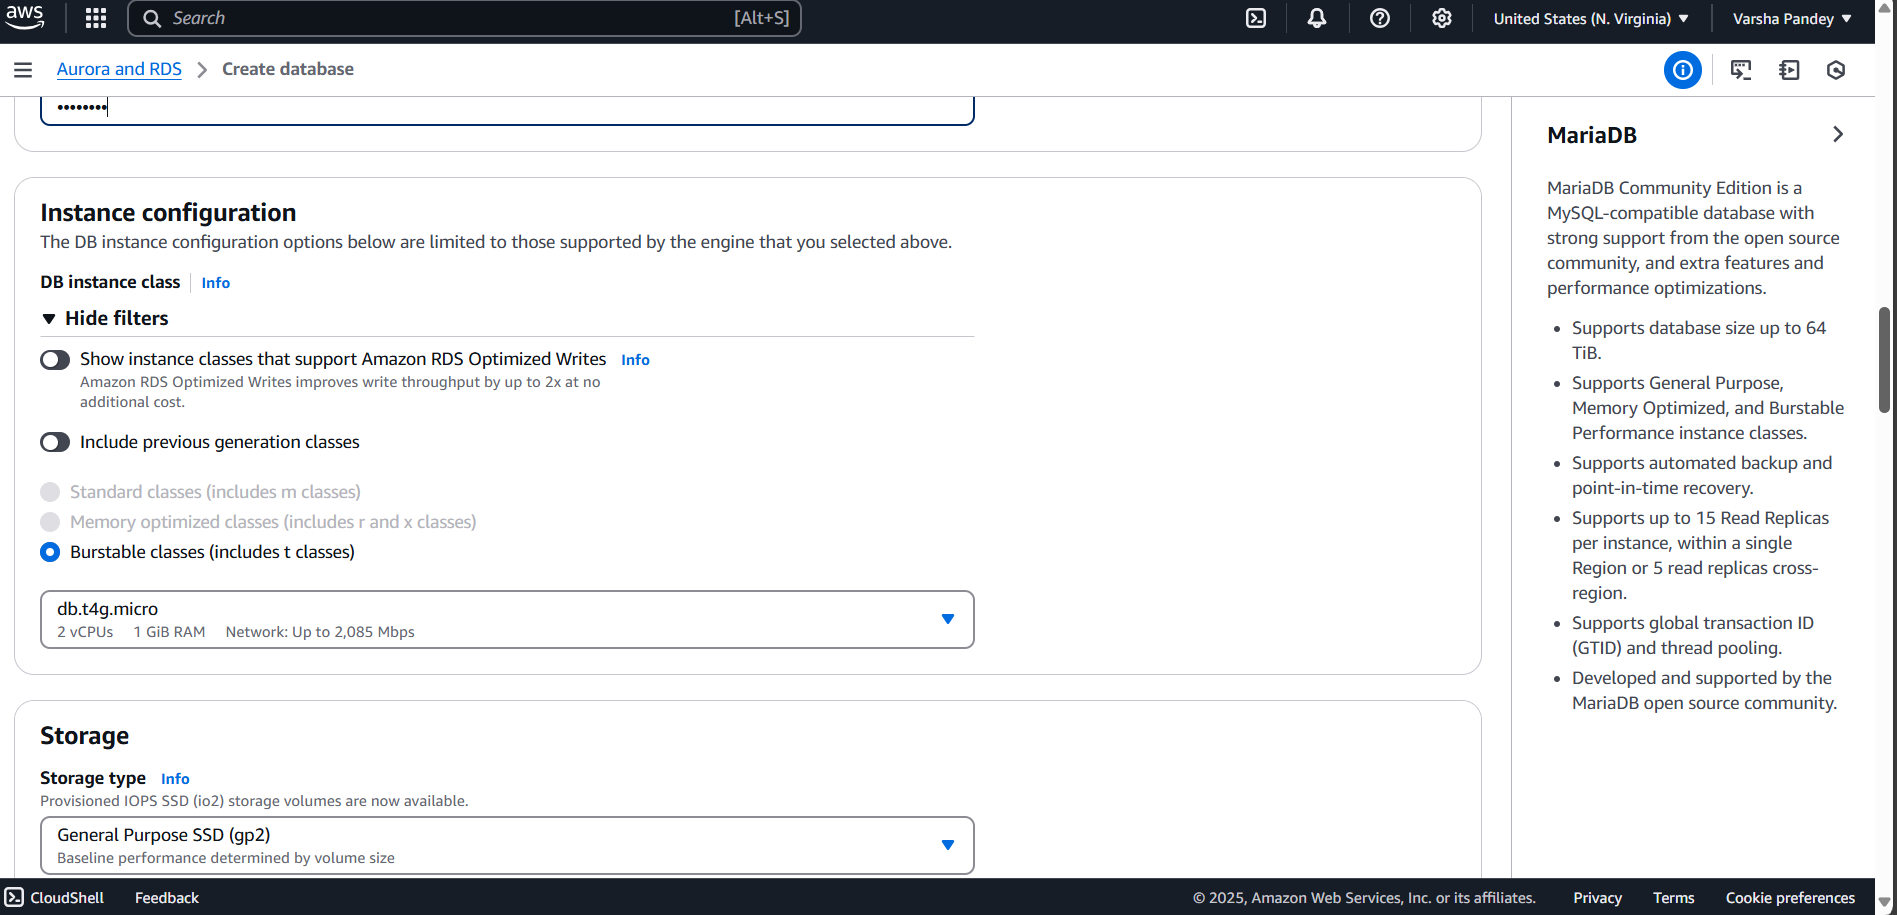 aws
Search
[Alt+S]
United States (N. Virginia)
Varsha Pandey
Aurora and RDS
Create database
••••••••
Instance configuration
The DB instance configuration options below are limited to those supported by the engine that you selected above.
DB instance class
Info
Hide filters
Show instance classes that support Amazon RDS Optimized Writes
Info
Amazon RDS Optimized Writes improves write throughput by up to 2x at no
additional cost.
Include previous generation classes
Standard classes (includes m classes)
Memory optimized classes (includes r and x classes)
Burstable classes (includes t classes)
db.t4g.micro
2 vCPUs 1 GiB RAM Network: Up to 2,085 Mbps
Storage
Storage type
Info
Provisioned IOPS SSD (io2) storage volumes are now available.
General Purpose SSD (gp2)
Baseline performance determined by volume size
MariaDB
MariaDB Community Edition is a
MySQL-compatible database with
strong support from the open source
community, and extra features and
performance optimizations.
• Supports database size up to 64
TiB.
• Supports General Purpose,
Memory Optimized, and Burstable
Performance instance classes.
• Supports automated backup and
point-in-time recovery.
• Supports up to 15 Read Replicas
per instance, within a single
Region or 5 read replicas cross-
region.
• Supports global transaction ID
(GTID) and thread pooling.
• Developed and supported by the
MariaDB open source community.
CloudShell
Feedback
© 2025, Amazon Web Services, Inc. or its affiliates.
Privacy
Terms
Cookie preferences